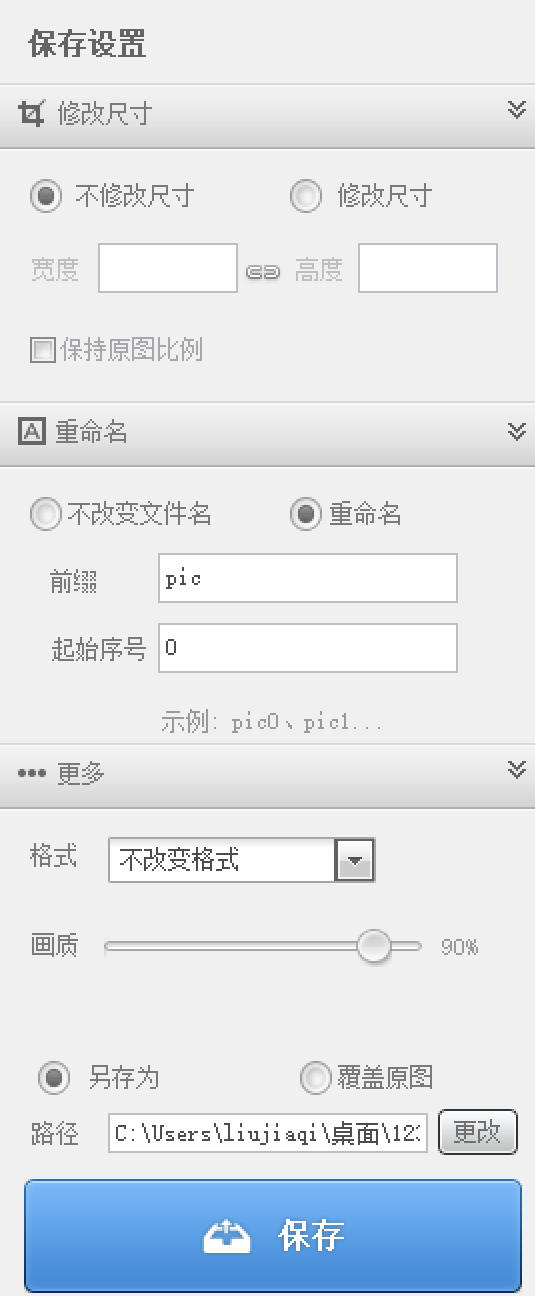 保存设置
修改尺寸
不修改尺寸 修改尺寸
宽度 高度
保持原图比例
重命名
不改变文件名 重命名
前缀 pic
起始序号 0
示例: pic0、pic1...
更多
格式 不改变格式
画质 90%
另存为 覆盖原图
路径 C:\Users\liujiaqi\桌面\12 更改
保存